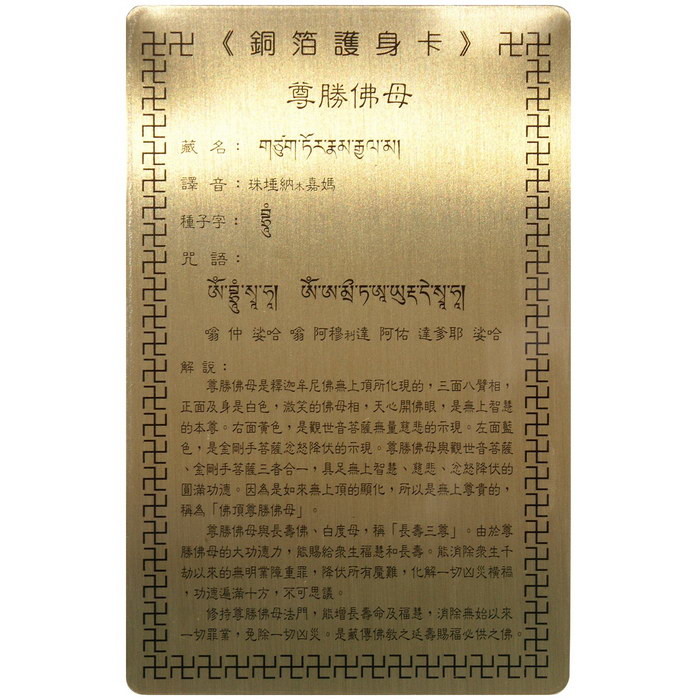 卍卍《銅箔護身卡》卍卍
尊勝佛母
藏名：གཙུག་ཏོར་རྣམ་རྒྱལ་མ།
譯音：珠堙納木嘉媽
種子字：བྷྲཱུྃ
咒語：
ཨོཾ་བྷྲཱུྃ་སྭཱ་ཧཱ། ཨོཾ་ཨ་མྲྀ་ཏ་ཨཱ་ཡུརྡ་དེ་སྭཱ་ཧཱ།
嗡 仲 娑哈 嗡 阿穆利達 阿佑 達爹耶 娑哈
解說：
尊勝佛母是釋迦牟尼佛無上頂所化現的，三面八臂相，
正面及身是白色，微笑的佛母相，天心開佛眼，是無上智慧
的本尊。右面黃色，是觀世音菩薩無量慈悲的示現。左面藍
色，是金剛手菩薩忿怒降伏的示現。尊勝佛母與觀世音菩薩
、金剛手菩薩三者合一，具足無上智慧、慈悲、忿怒降伏的
圓滿功德。因為是如來無上頂的顯化，所以是無上尊貴的，
稱為「佛頂尊勝佛母」。
尊勝佛母與長壽佛、白度母，稱「長壽三尊」。由於尊
勝佛母的大功德力，能賜給眾生福慧和長壽。能消除眾生千
劫以來的無明業障重罪，降伏所有魔難，化解一切凶災橫禍
，功德遍滿十方，不可思議。
修持尊勝佛母法門，能增長壽命及福慧，消除無始以來
一切罪業，免除一切凶災。是藏傳佛教之延壽賜福必供之佛。